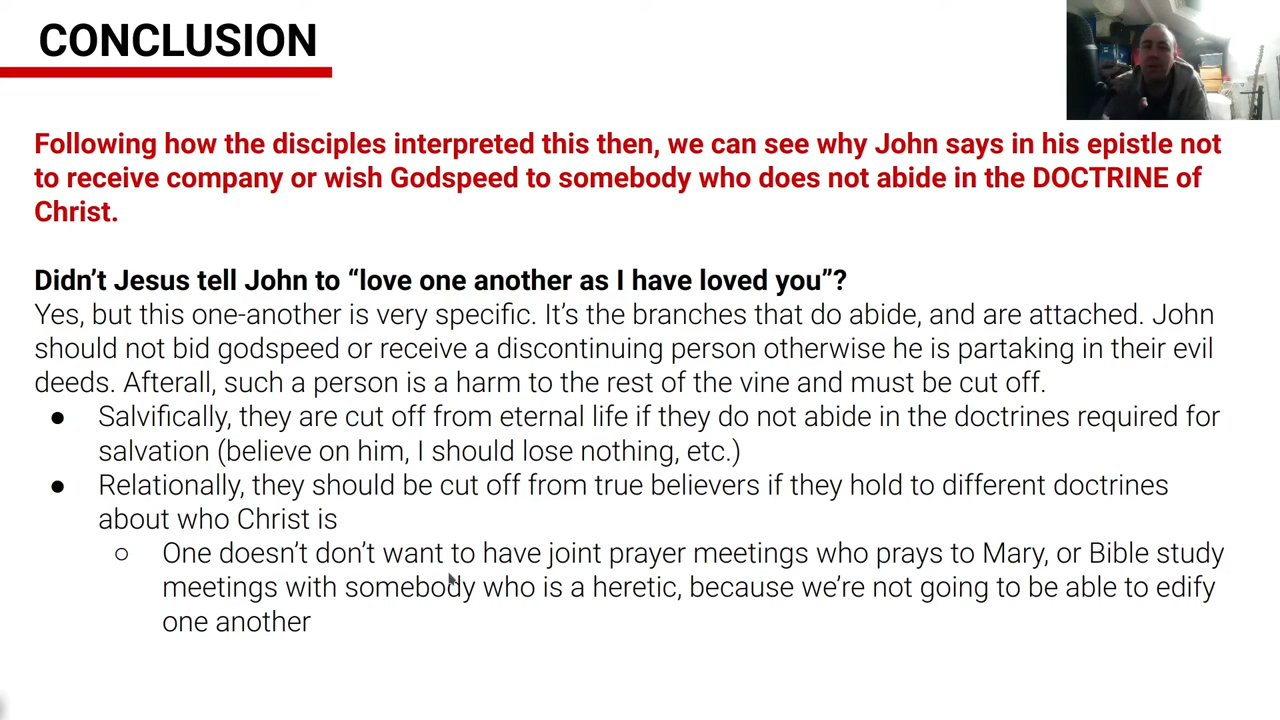 CONCLUSION
Following how the disciples interpreted this then, we can see why John says in his epistle not
to receive company or wish Godspeed to somebody who does not abide in the DOCTRINE of
Christ.
Didn't Jesus tell John to “love one another as I have loved you”?
Yes, but this one-another is very specific. It's the branches that do abide, and are attached. John
should not bid godspeed or receive a discontinuing person otherwise he is partaking in their evil
deeds. Afterall, such a person is a harm to the rest of the vine and must be cut off.
● Salvifically, they are cut off from eternal life if they do not abide in the doctrines required for
salvation (believe on him, I should lose nothing, etc.)
● Relationally, they should be cut off from true believers if they hold to different doctrines
about who Christ is
○ One doesn't don't want to have joint prayer meetings who prays to Mary, or Bible study
meetings with somebody who is a heretic, because we're not going to be able to edify
one another